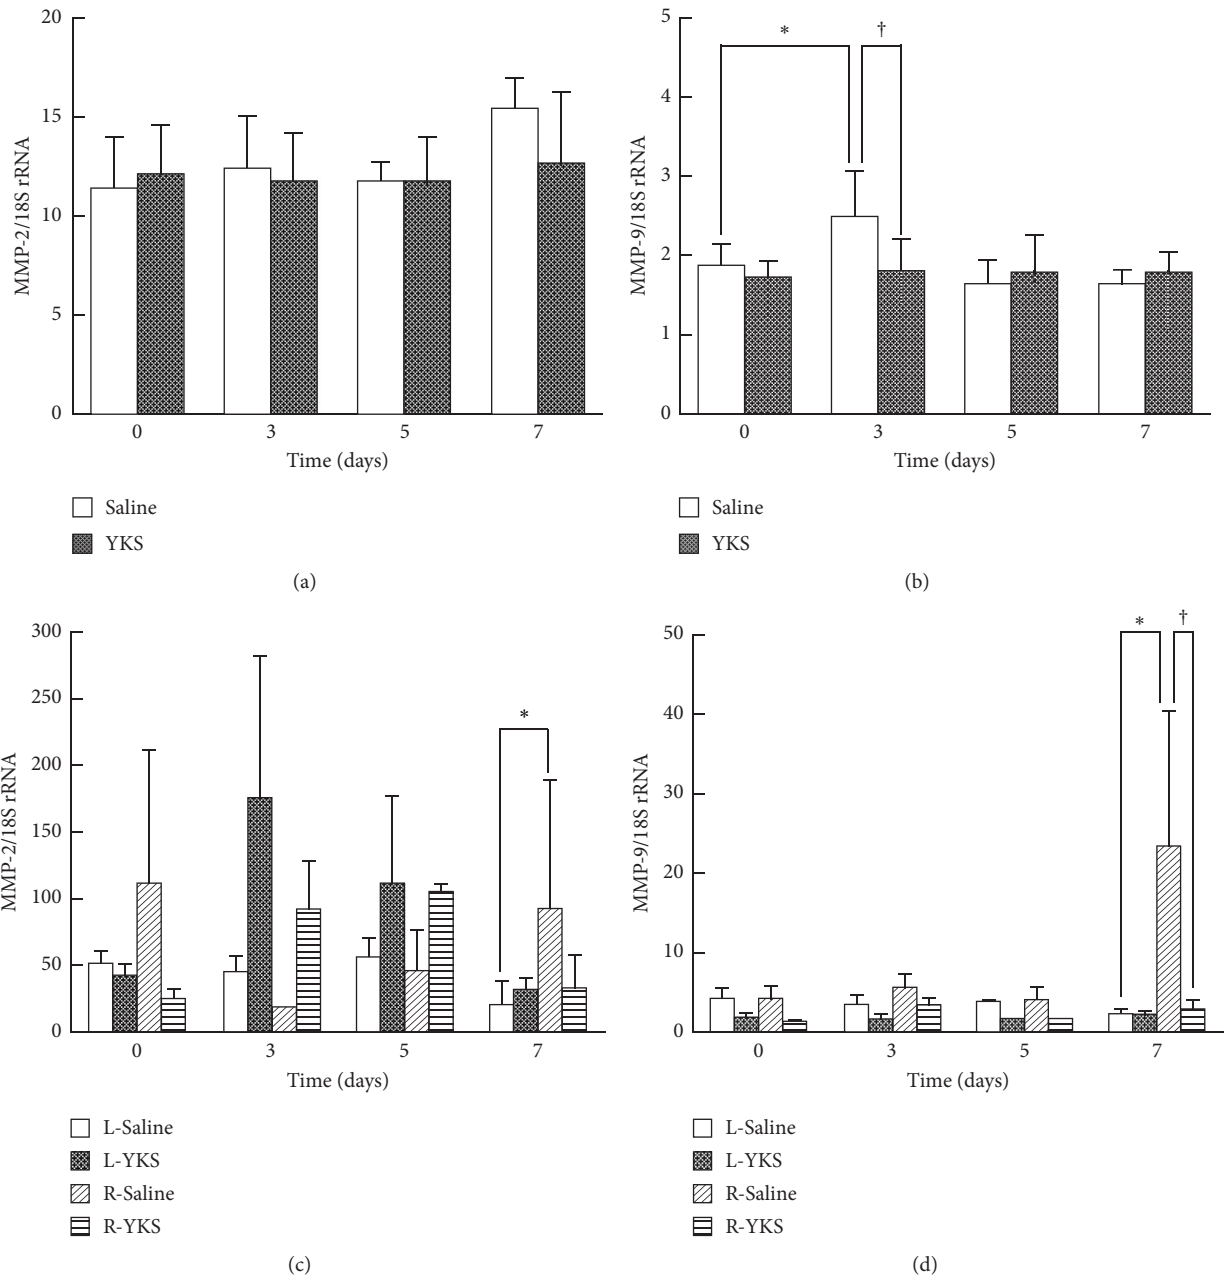 20
15
10
5
0
MMP-2/18S rRNA
0 3 5 7
Time (days)
Saline
YKS
(a)
5
4
3
2
1
0
MMP-9/18S rRNA
* †
0 3 5 7
Time (days)
Saline
YKS
(b)
300
250
200
150
100
50
0
MMP-2/18S rRNA
*
0 3 5 7
Time (days)
L-Saline
L-YKS
R-Saline
R-YKS
(c)
50
40
30
20
10
0
MMP-9/18S rRNA
* †
0 3 5 7
Time (days)
L-Saline
L-YKS
R-Saline
R-YKS
(d)